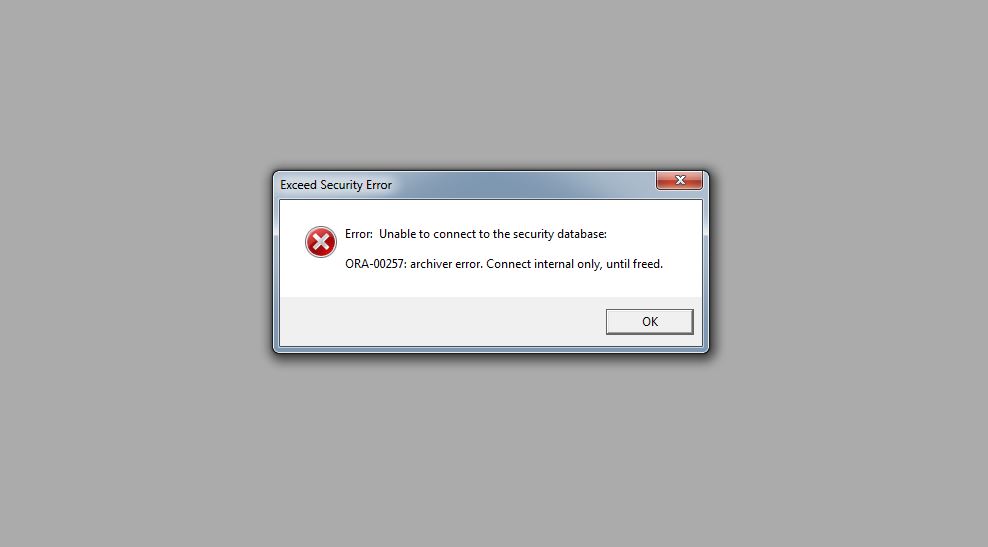 Exceed Security Error
Error:  Unable to connect to the security database:
ORA-00257: archiver error. Connect internal only, until freed.
OK